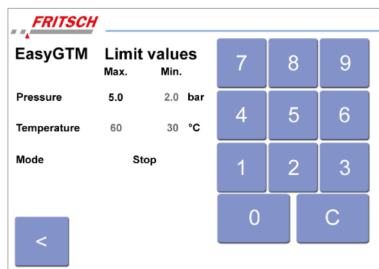 FRITSCH
EasyGTM Limit values
Max. Min.
Pressure 5.0 2.0 bar
Temperature 60 30 °C
Mode Stop
7 8 9
4 5 6
1 2 3
0 C
<